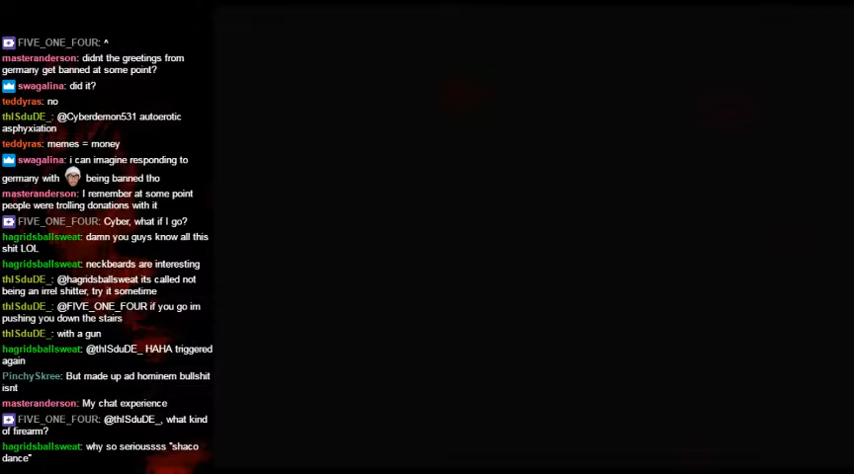 FIVE_ONE_FOUR: ^
masteranderson: didnt the greetings from
germany get banned at some point?
swagalina: did it?
teddyras: no
thISduDE_: @Cyberdemon531 autoerotic
asphyxiation
teddyras: memes = money
swagalina: i can imagine responding to
germany with being banned tho
masteranderson: I remember at some point
people were trolling donations with it
FIVE_ONE_FOUR: Cyber, what if I go?
hagridsballsweat: damn you guys know all this
shit LOL
hagridsballsweat: neckbeards are interesting
thISduDE_: @hagridsballsweat its called not
being an irrel shitter, try it sometime
thISduDE_: @FIVE_ONE_FOUR if you go im
pushing you down the stairs
thISduDE_: with a gun
hagridsballsweat: @thISduDE_ HAHA triggered
again
PinchySkree: But made up ad hominem bullshit
isnt
masteranderson: My chat experience
FIVE_ONE_FOUR: @thISduDE_, what kind
of firearm?
hagridsballsweat: why so seriousssss "shaco
dance"